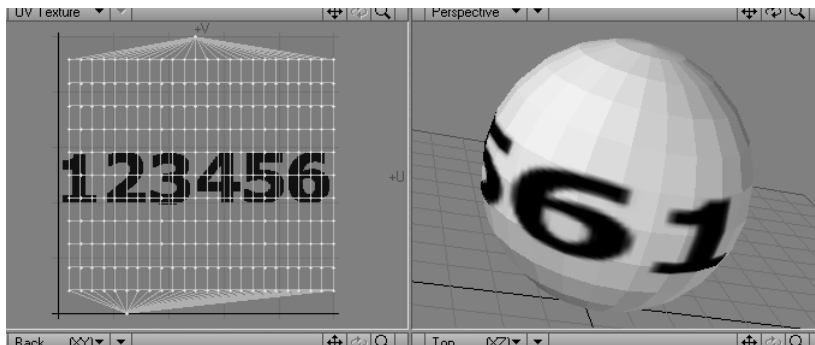 UV Texture
Perspective
+V
123456
+U
561
Back (XY)
Top (XZ)